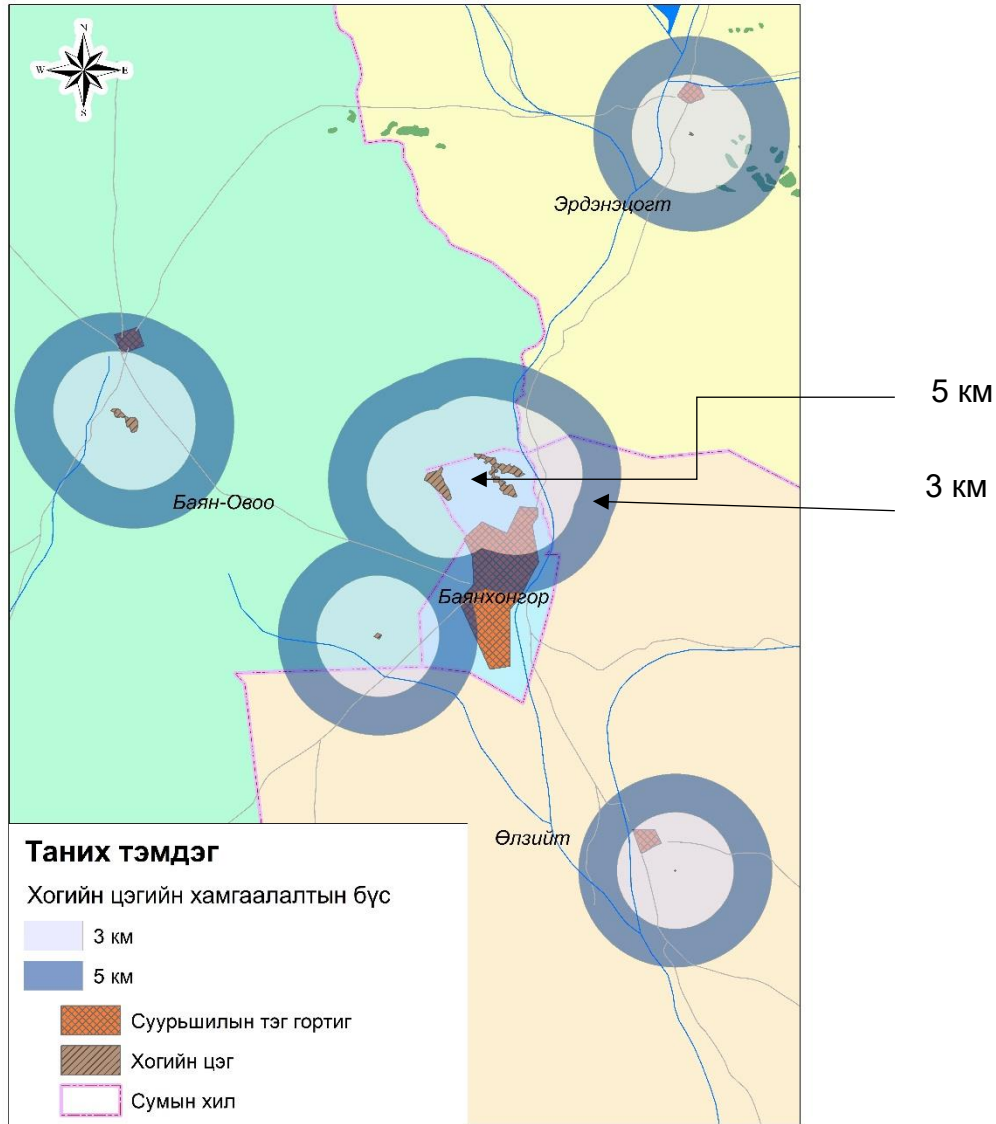 N
W E
S
Эрдэнэцогт
5 км
3 км
Баян-Овоо
Баянхонгор
Өлзийт
Таних тэмдэг
Хогийн цэгийн хамгаалалтын бүс
3 км
5 км
Суурьшилын тэг гортиг
Хогийн цэг
Сумын хил